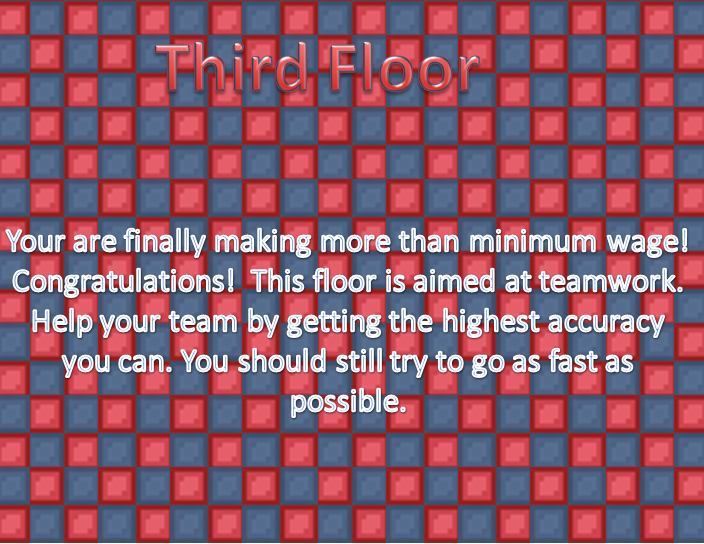 Third Floor
Your are finally making more than minimum wage!
Congratulations!  This floor is aimed at teamwork.
Help your team by getting the highest accuracy
you can. You should still try to go as fast as
possible.